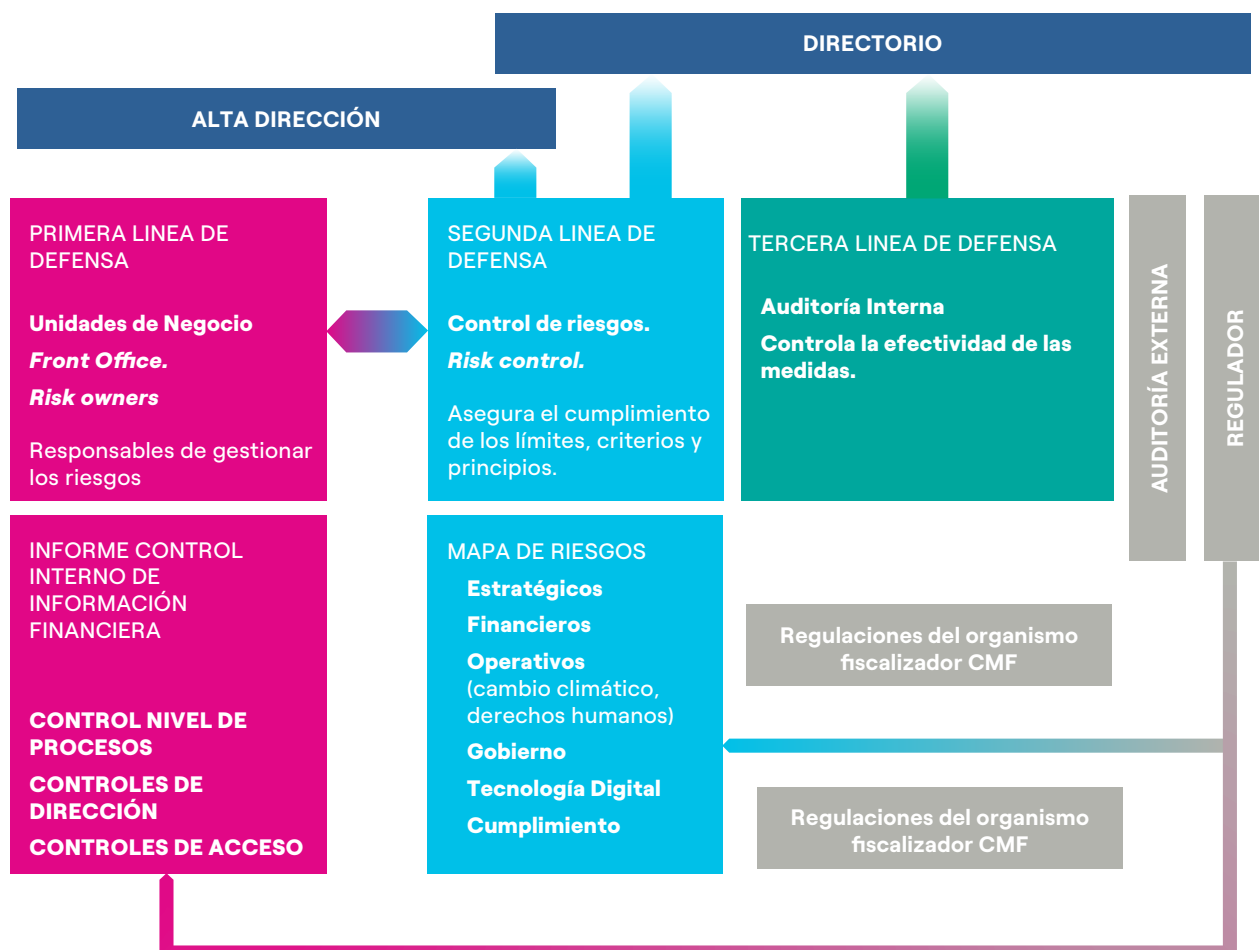 DIRECTORIO
ALTA DIRECCIÓN
PRIMERA LINEA DE
DEFENSA
Unidades de Negocio
Front Office.
Risk owners
Responsables de gestionar
los riesgos
SEGUNDA LINEA DE
DEFENSA
Control de riesgos.
Risk control.
Asegura el cumplimiento
de los límites, criterios y
principios.
TERCERA LINEA DE DEFENSA
Auditoría Interna
Controla la efectividad de las
medidas.
AUDITORÍA EXTERNA
REGULADOR
INFORME CONTROL
INTERNO DE
INFORMACIÓN
FINANCIERA
CONTROL NIVEL DE
PROCESOS
CONTROLES DE
DIRECCIÓN
CONTROLES DE ACCESO
MAPA DE RIESGOS
Estratégicos
Financieros
Operativos
(cambio climático,
derechos humanos)
Gobierno
Tecnología Digital
Cumplimiento
Regulaciones del organismo
fiscalizador CMF
Regulaciones del organismo
fiscalizador CMF